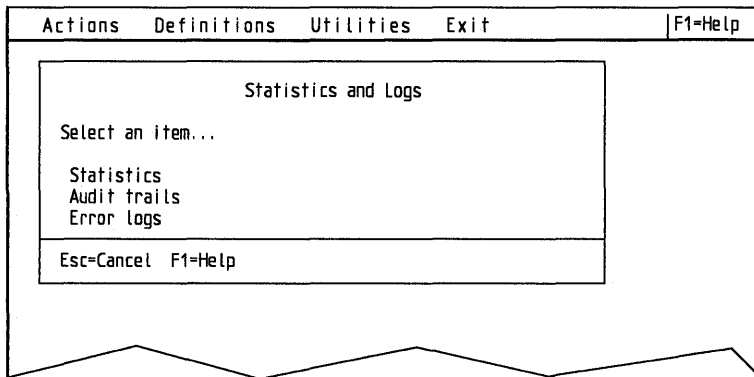 Actions Definitions Utilities Exit F1=Help
Statistics and Logs
Select an item...
Statistics
Audit trails
Error logs
Esc=Cancel F1=Help